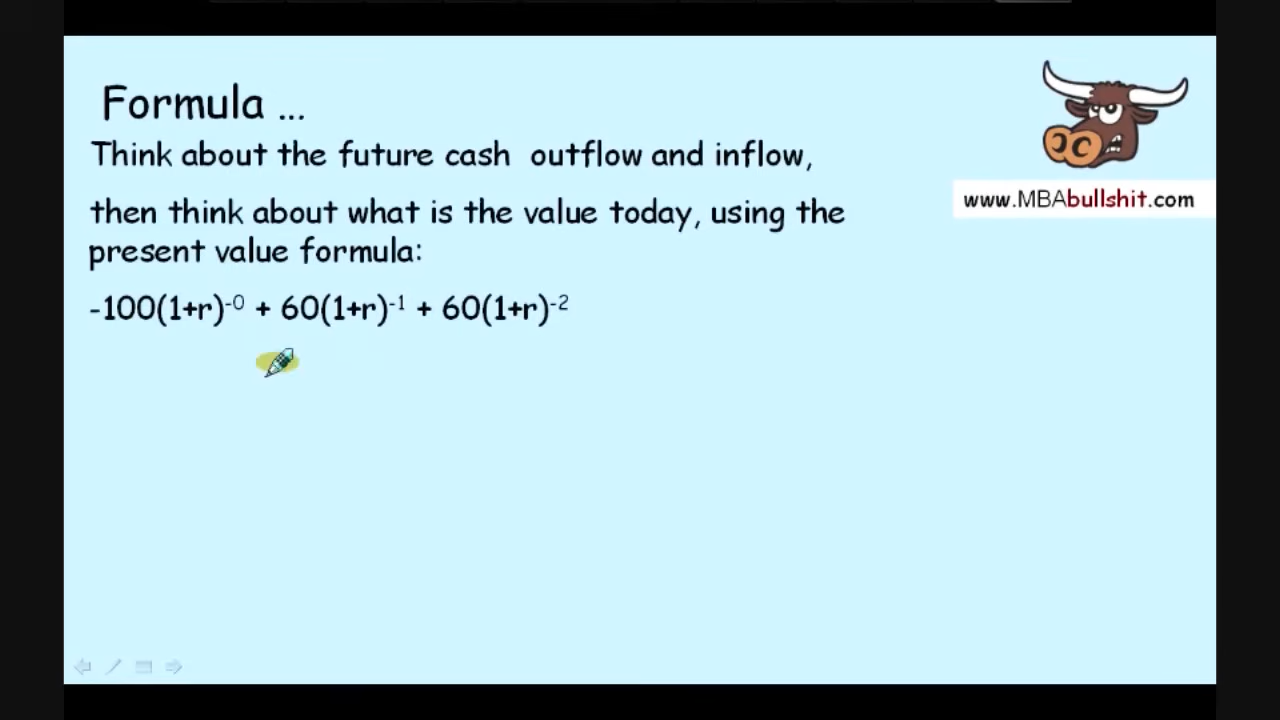 Formula ...
Think about the future cash outflow and inflow,
www.MBAbullshit.com
then think about what is the value today, using the
present value formula:
-100(1+r)⁻⁰ + 60(1+r)⁻¹ + 60(1+r)⁻²